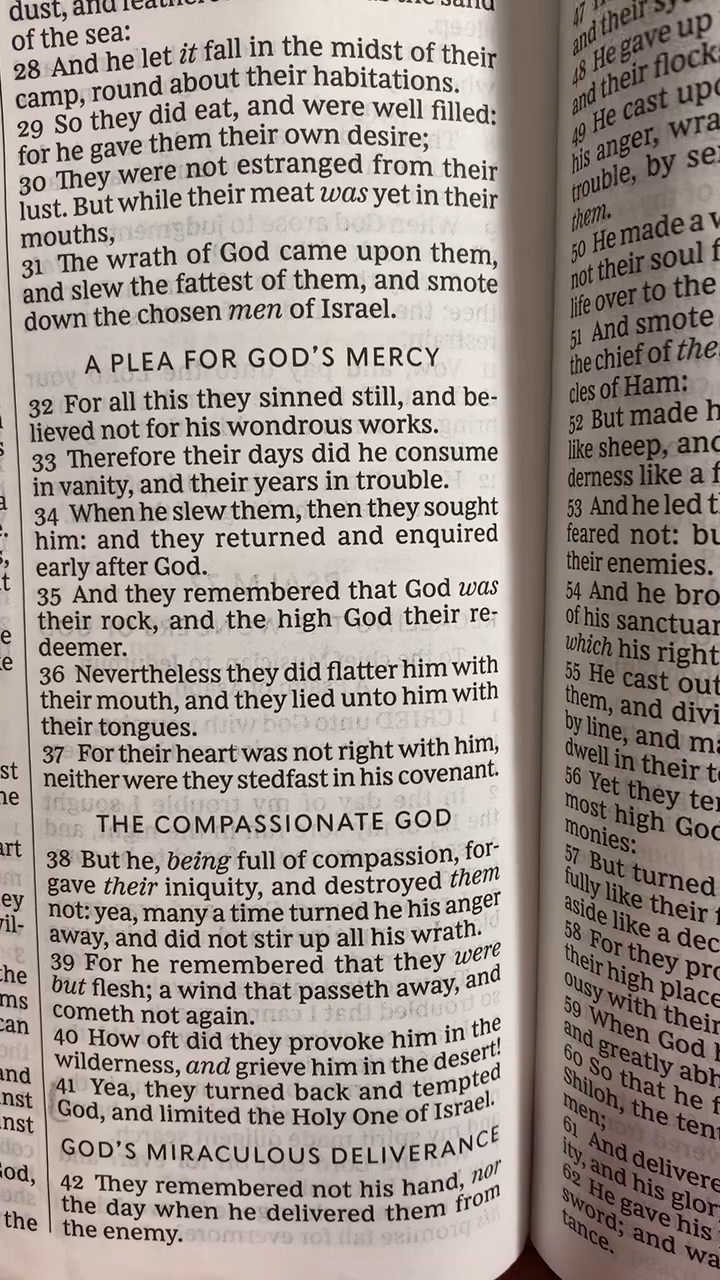 dust, and
of the sea:
28 And he let it fall in the midst of their
camp, round about their habitations.
29 So they did eat, and were well filled:
for he gave them their own desire;
30 They were not estranged from their
lust. But while their meat was yet in their
mouths,
31 The wrath of God came upon them,
and slew the fattest of them, and smote
down the chosen men of Israel.
A PLEA FOR GOD'S MERCY
32 For all this they sinned still, and be-
lieved not for his wondrous works.
33 Therefore their days did he consume
in vanity, and their years in trouble.
34 When he slew them, then they sought
him: and they returned and enquired
early after God.
35 And they remembered that God was
their rock, and the high God their re-
deemer.
36 Nevertheless they did flatter him with
their mouth, and they lied unto him with
their tongues.
37 For their heart was not right with him,
neither were they stedfast in his covenant.
THE COMPASSIONATE GOD
38 But he, being full of compassion, for-
gave their iniquity, and destroyed them
not: yea, many a time turned he his anger
away, and did not stir up all his wrath.
39 For he remembered that they were
but flesh; a wind that passeth away, and
cometh not again.
40 How oft did they provoke him in the
wilderness, and grieve him in the desert!
41 Yea, they turned back and tempted
God, and limited the Holy One of Israel.
GOD'S MIRACULOUS DELIVERANCE
42 They remembered not his hand, nor
the day when he delivered them from
the enemy.
47
and their
48 He gave up
and their flock
49 He cast upo
his anger, wra
trouble, by se
them.
50 He made a
not their soul
life over to the
51 And smote
the chief of the
cles of Ham:
52 But made h
like sheep, and
derness like a f
53 And he led t
feared not: bu
their enemies.
54 And he bro
of his sanctuar
which his right
55 He cast out
them, and divi
by line, and ma
dwell in their t
56 Yet they te
most high God
monies:
57 But turned
fully like their
aside like a dec
58 For they pro
their high place
ousy with their
59 When God
and greatly abh
60 So that he f
Shiloh, the tent
men;
61 And delivere
ity, and his glor
62 He gave his
sword; and wa
tance.